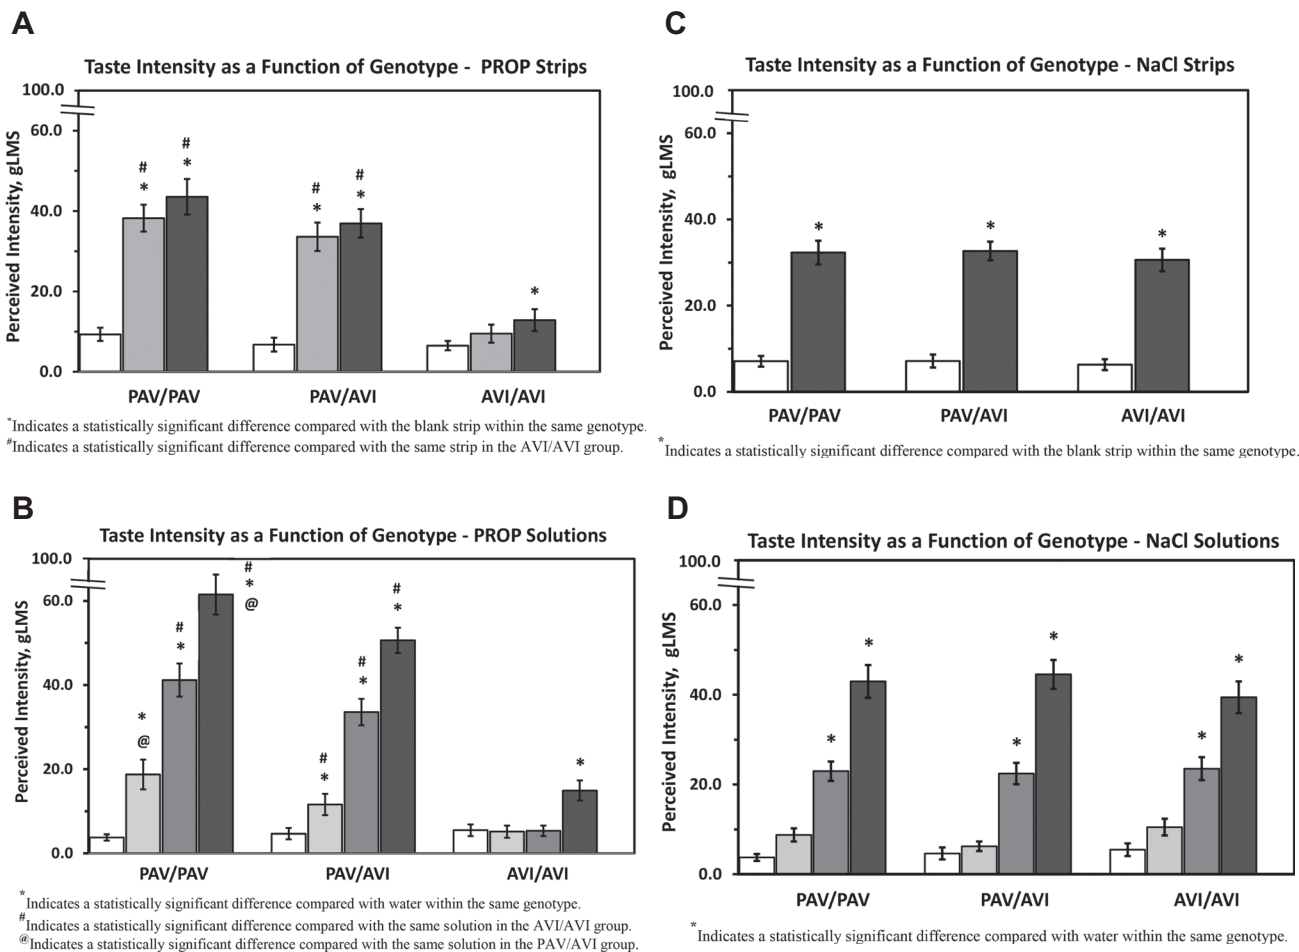 A
Taste Intensity as a Function of Genotype - PROP Strips
Perceived Intensity, gLMS
100.0
60.0
40.0
20.0
0.0
#
*
#
*
#
*
#
*
*
PAV/PAV
PAV/AVI
AVI/AVI
*Indicates a statistically significant difference compared with the blank strip within the same genotype.
#Indicates a statistically significant difference compared with the same strip in the AVI/AVI group.
C
Taste Intensity as a Function of Genotype - NaCl Strips
Perceived Intensity, gLMS
100.0
60.0
40.0
20.0
0.0
*
*
*
PAV/PAV
PAV/AVI
AVI/AVI
*Indicates a statistically significant difference compared with the blank strip within the same genotype.
B
Taste Intensity as a Function of Genotype - PROP Solutions
Perceived Intensity, gLMS
100.0
60.0
40.0
20.0
0.0
*
@
#
*
#
*
@
#
*
#
*
#
*
*
PAV/PAV
PAV/AVI
AVI/AVI
*Indicates a statistically significant difference compared with water within the same genotype.
#Indicates a statistically significant difference compared with the same solution in the AVI/AVI group.
@Indicates a statistically significant difference compared with the same solution in the PAV/AVI group.
D
Taste Intensity as a Function of Genotype - NaCl Solutions
Perceived Intensity, gLMS
100.0
60.0
40.0
20.0
0.0
*
*
*
*
*
*
PAV/PAV
PAV/AVI
AVI/AVI
*Indicates a statistically significant difference compared with water within the same genotype.